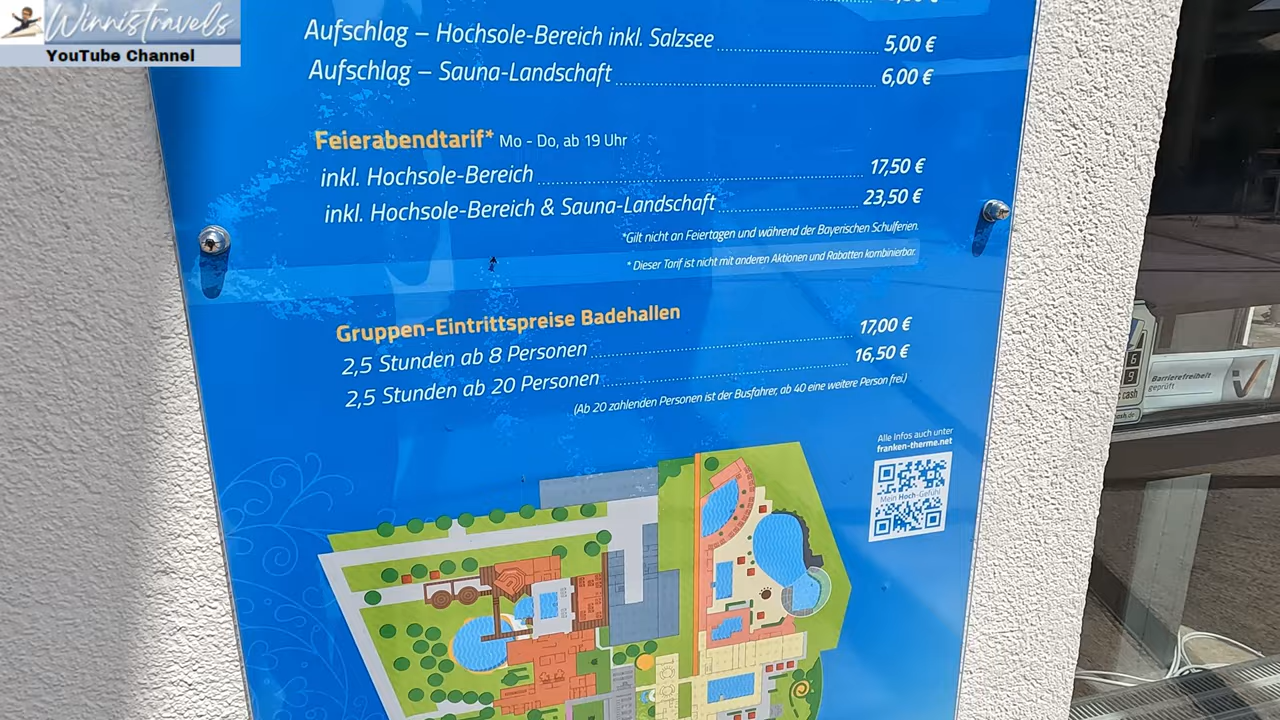 Winnistravels
YouTube Channel
Aufschlag – Hochsole-Bereich inkl. Salzsee 5,00 €
Aufschlag – Sauna-Landschaft 6,00 €
Feierabendtarif* Mo - Do, ab 19 Uhr
inkl. Hochsole-Bereich 17,50 €
inkl. Hochsole-Bereich & Sauna-Landschaft 23,50 €
*Gilt nicht an Feiertagen und während der Bayerischen Schulferien.
* Dieser Tarif ist nicht mit anderen Aktionen und Rabatten kombinierbar.
Gruppen-Eintrittspreise Badehallen
2,5 Stunden ab 8 Personen 17,00 €
2,5 Stunden ab 20 Personen 16,50 €
(Ab 20 zahlenden Personen ist der Busfahrer, ab 40 eine weitere Person frei.)
Alle Infos auch unter
franken-therme.net
Mein Hoch-Gefühl
Barrierefreiheit
geprüft
cash